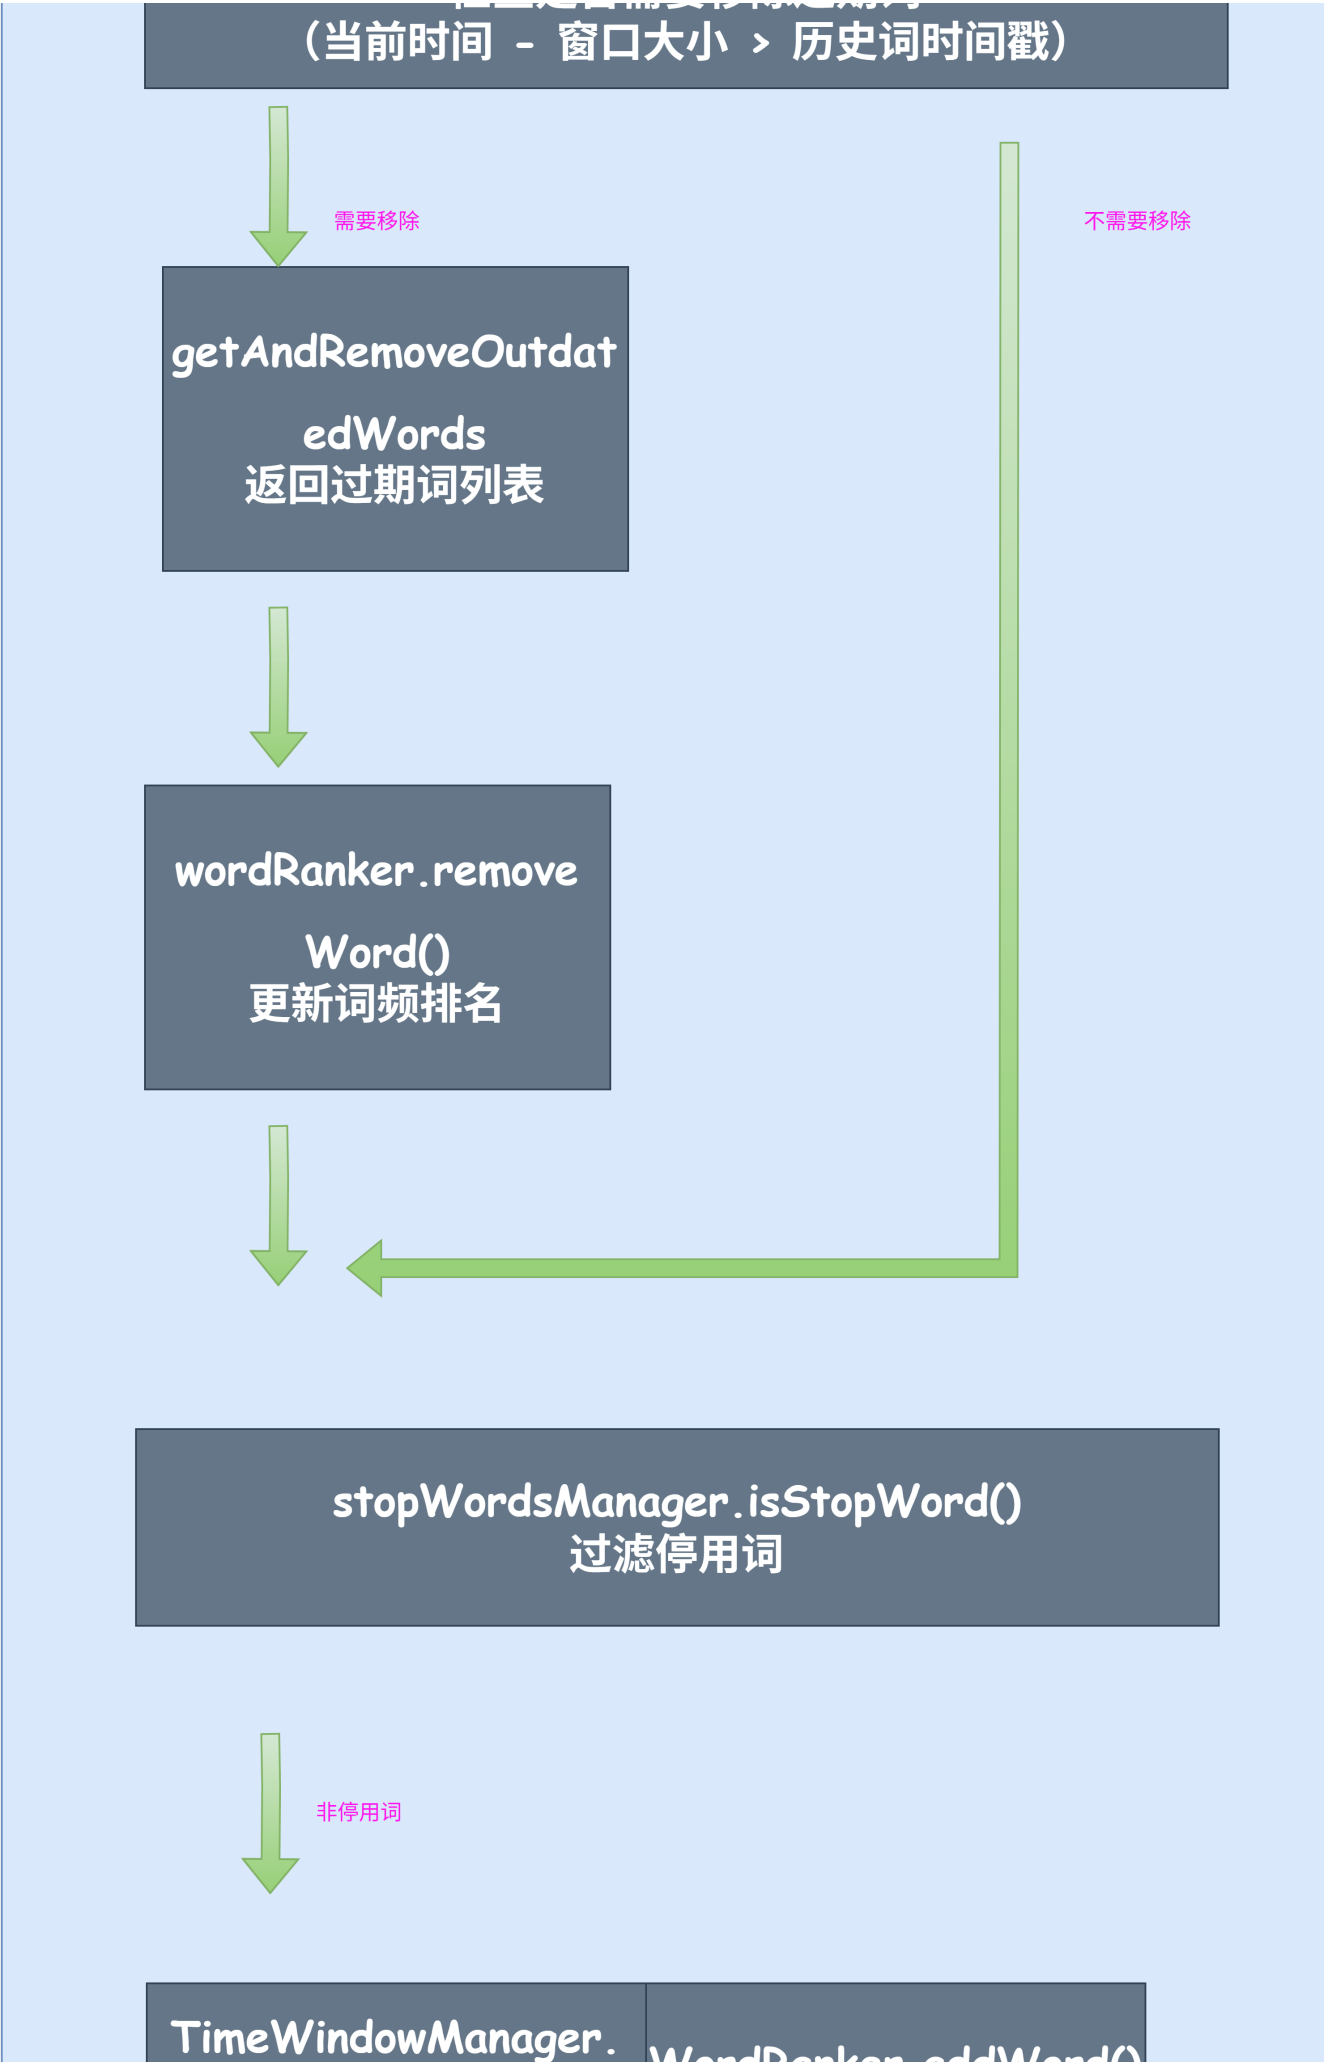 （当前时间 - 窗口大小 > 历史词时间戳）
需要移除
不需要移除
getAndRemoveOutdat
edWords
返回过期词列表
wordRanker.remove
Word()
更新词频排名
stopWordsManager.isStopWord()
过滤停用词
非停用词
TimeWindowManager.
WordRanker.addWord()